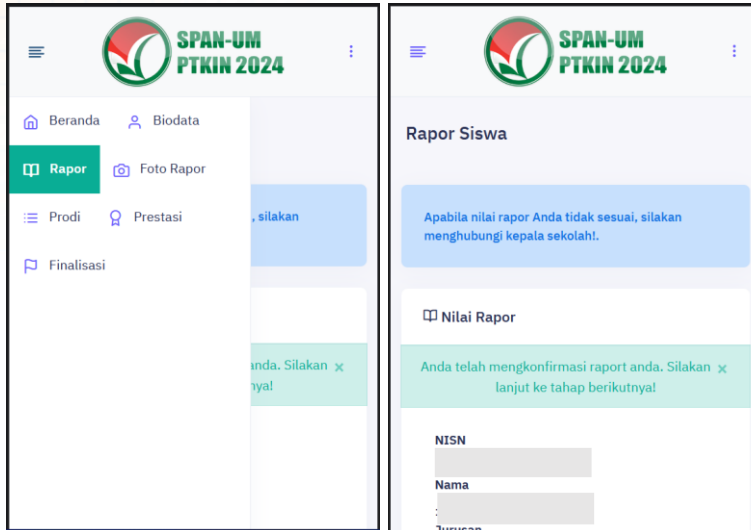 SPAN-UM
PTKIN 2024
Beranda
Biodata
Rapor
Foto Rapor
Prodi
Prestasi
Finalisasi
, silakan
anda. Silakan ×
nya!
SPAN-UM
PTKIN 2024
Rapor Siswa
Apabila nilai rapor Anda tidak sesuai, silakan
menghubungi kepala sekolah!.
Nilai Rapor
Anda telah mengkonfirmasi raport anda. Silakan ×
lanjut ke tahap berikutnya!
NISN
Nama
:
Jurusan